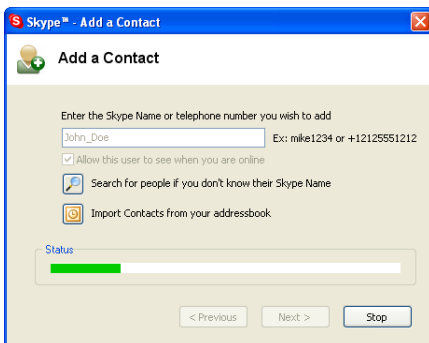 S Skype™ - Add a Contact
Add a Contact
Enter the Skype Name or telephone number you wish to add
John_Doe Ex: mike1234 or +12125551212
Allow this user to see when you are online
Search for people if you don't know their Skype Name
Import Contacts from your addressbook
Status
< Previous Next > Stop